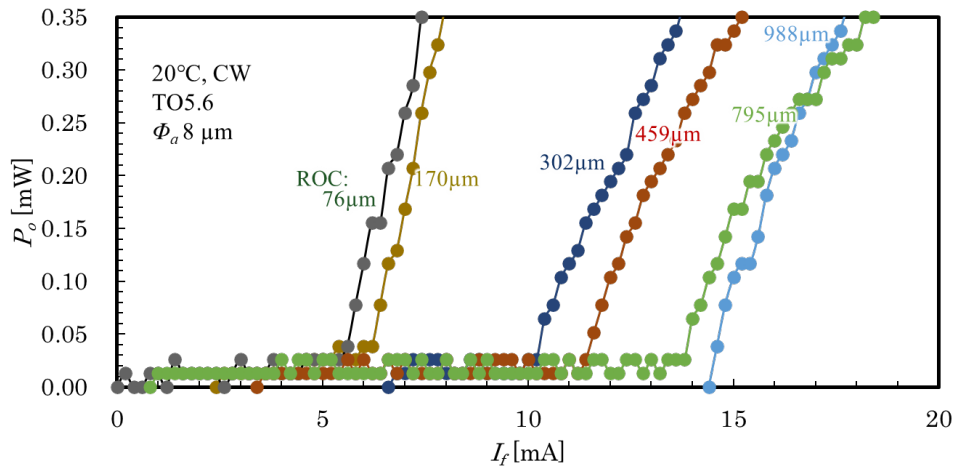 0.35
0.30
0.25
0.20
0.15
0.10
0.05
0.00
Pₒ [mW]
20℃, CW
TO5.6
Φₐ 8 µm
ROC:
76µm
170µm
302µm
459µm
795µm
988µm
0
5
10
15
20
I_f [mA]